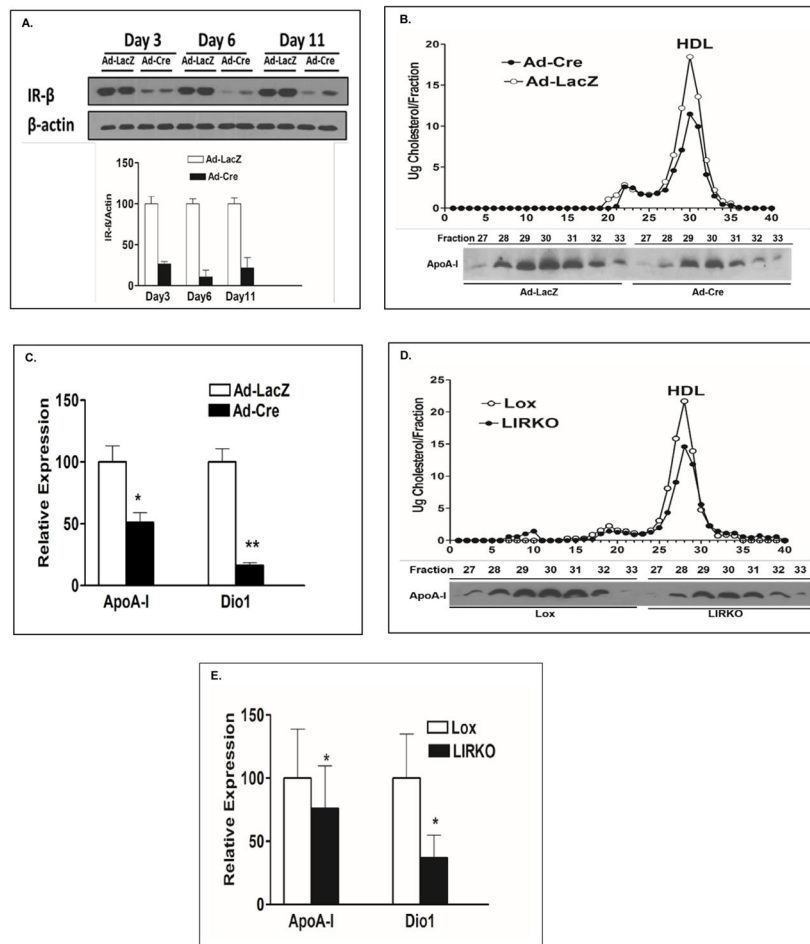 A.
Day 3 Day 6 Day 11
Ad-LacZ Ad-Cre Ad-LacZ Ad-Cre Ad-LacZ Ad-Cre
IR-β
β-actin
Ad-LacZ
Ad-Cre
IR-ß/Actin
150
100
50
0
Day3 Day6 Day11
B.
HDL
Ad-Cre
Ad-LacZ
Ug Cholesterol/Fraction
20
15
10
5
0
0 5 10 15 20 25 30 35 40
Fraction 27 28 29 30 31 32 33 27 28 29 30 31 32 33
ApoA-I
Ad-LacZ Ad-Cre
C.
Ad-LacZ
Ad-Cre
Relative Expression
150
100
50
0
*
**
ApoA-I Dio1
D.
HDL
Lox
LIRKO
Ug Cholesterol/Fraction
25
20
15
10
5
0
0 5 10 15 20 25 30 35 40
Fraction 27 28 29 30 31 32 33 27 28 29 30 31 32 33
ApoA-I
Lox LIRKO
E.
Lox
LIRKO
Relative Expression
150
100
50
0
*
*
ApoA-I Dio1